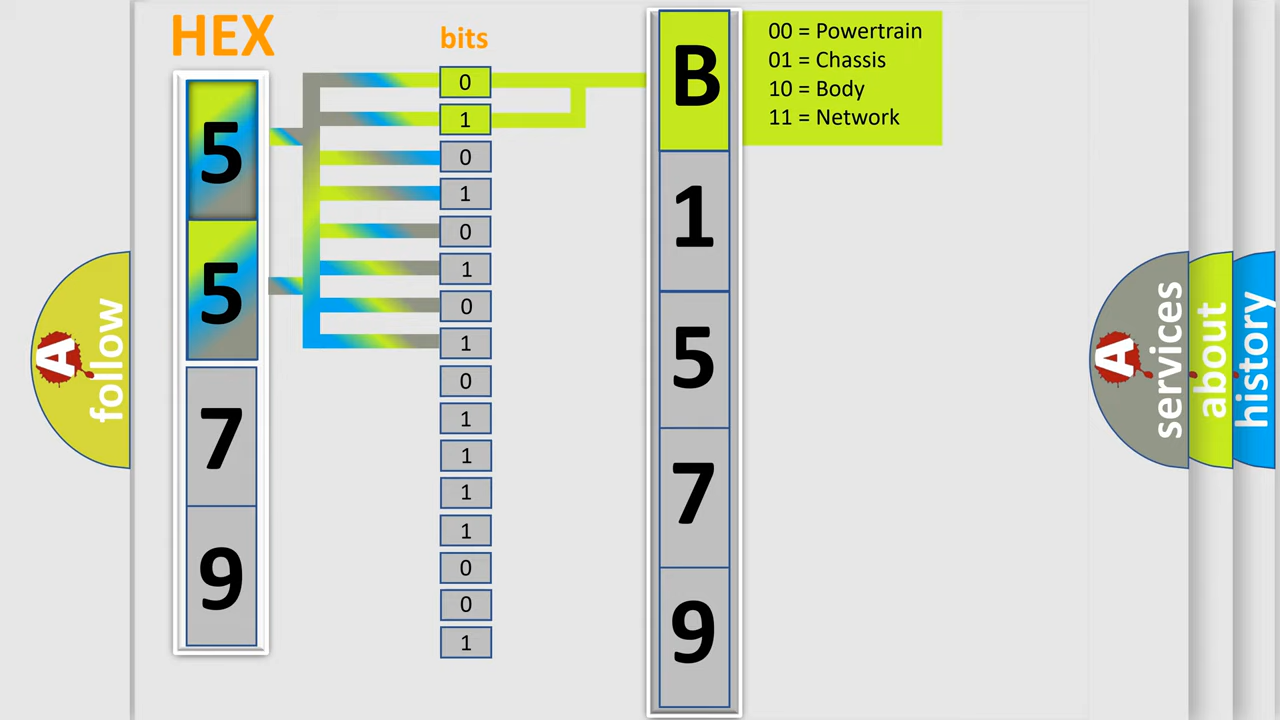 HEX
bits
5
5
7
9
0
1
0
1
0
1
0
1
0
1
1
1
1
0
0
1
B
1
5
7
9
00 = Powertrain
01 = Chassis
10 = Body
11 = Network
A
follow
A
services
about
history